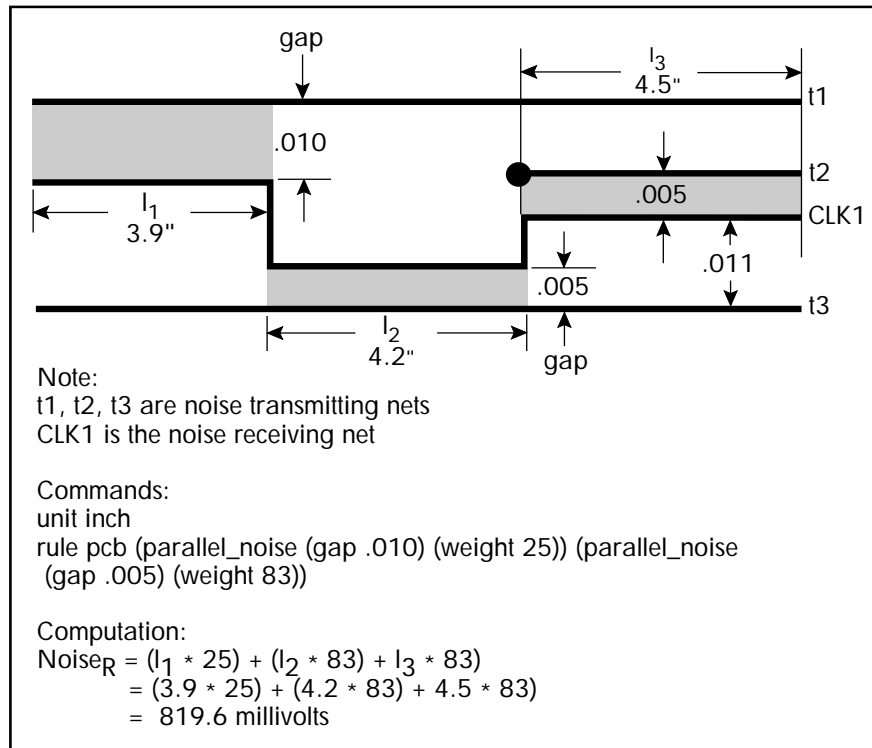 gap
l3
4.5"
t1
.010
t2
.005
l1
3.9"
CLK1
.011
.005
t3
l2
4.2"
gap
Note:
t1, t2, t3 are noise transmitting nets
CLK1 is the noise receiving net
Commands:
unit inch
rule pcb (parallel_noise (gap .010) (weight 25)) (parallel_noise
(gap .005) (weight 83))
Computation:
NoiseR = (l1 * 25) + (l2 * 83) + l3 * 83)
= (3.9 * 25) + (4.2 * 83) + 4.5 * 83)
= 819.6 millivolts